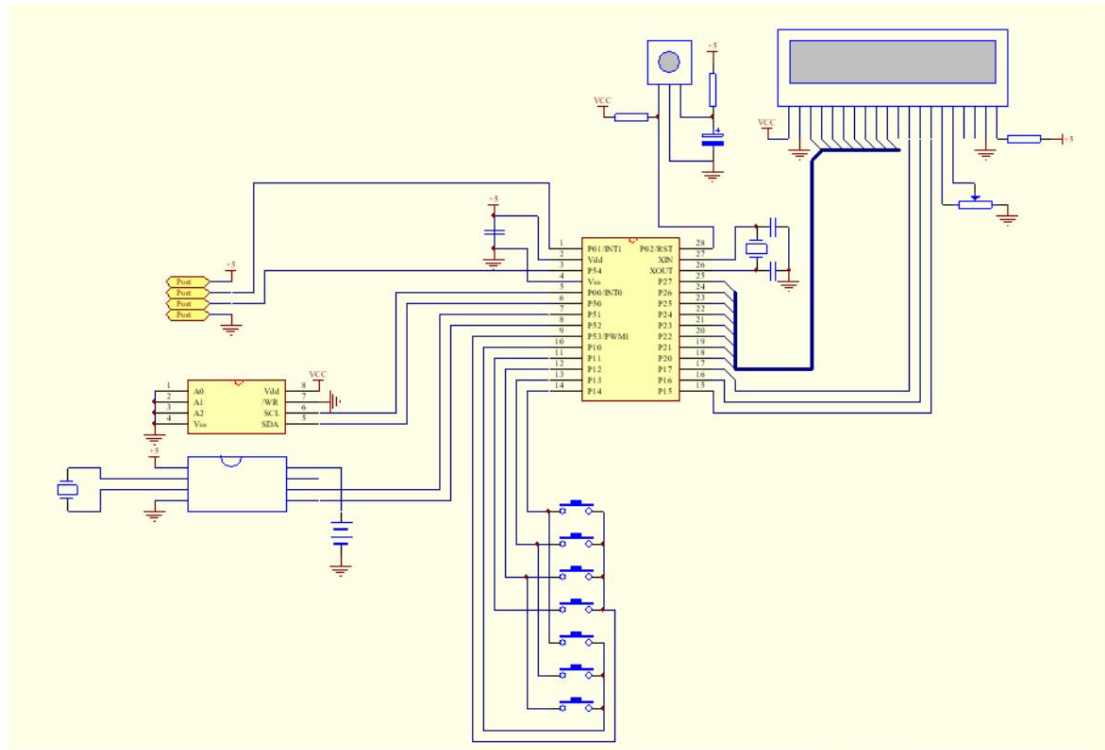 +5
VCC
VCC
+5
+5
1 P01/INT1 P02/RST 28
2 Vdd XIN 27
3 P54 XOUT 26
4 Vss P27 25
5 P00/INT0 P26 24
6 P50 P25 23
7 P51 P24 22
8 P52 P23 21
9 P53/PWM1 P22 20
10 P10 P21 19
11 P11 P20 18
12 P12 P17 17
13 P13 P16 16
14 P14 P15 15
+5
Port
Port
Port
Port
VCC
1 A0 Vdd 8
2 A1 /WR 7
3 A2 SCL 6
4 Vss SDA 5
+5